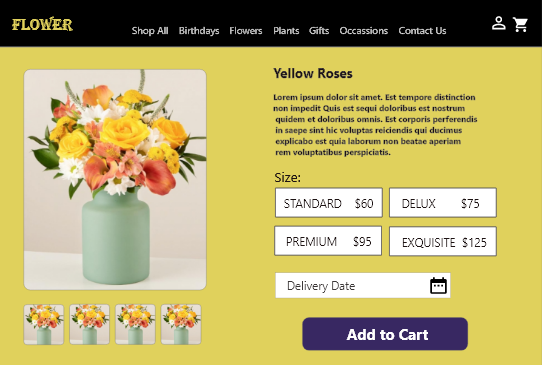 FLOWER
Shop All Birthdays Flowers Plants Gifts Occassions Contact Us
Yellow Roses
Lorem ipsum dolor sit amet. Est tempore distinction
non impedit Quis est sequi doloribus est nostrum
quidem et doloribus omnis. Est corporis perferendis
in saepe sint hic voluptas reiciendis qui ducimus
explicabo est quia laborum non beatae aperiam
rem voluptatibus perspiciatis.
Size:
STANDARD $60 DELUX $75
PREMIUM $95 EXQUISITE $125
Delivery Date
Add to Cart